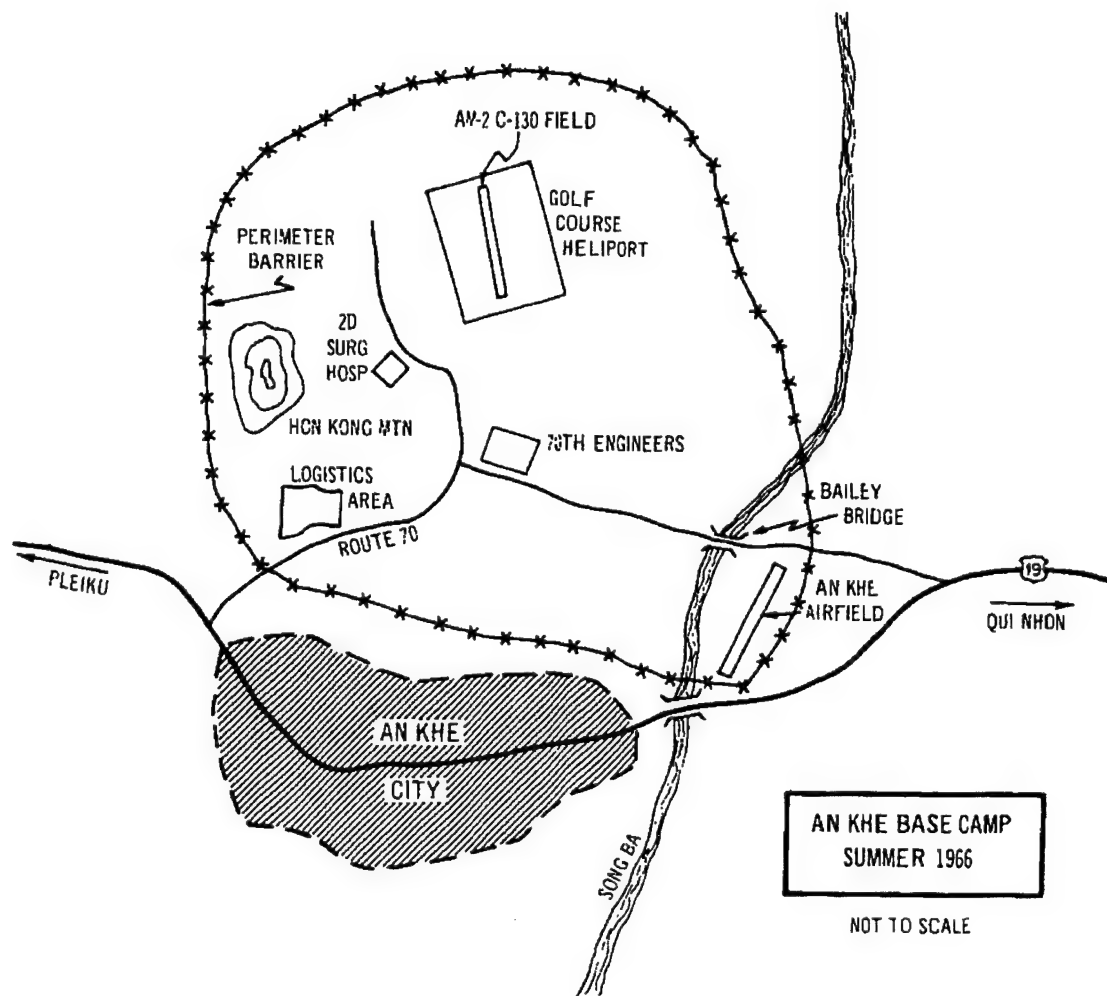 AM-2 C-130 FIELD
GOLF
COURSE
HELIPORT
PERIMETER
BARRIER
2D
SURG
HOSP
HON KONG MTN
70TH ENGINEERS
LOGISTICS
AREA
BAILEY
BRIDGE
ROUTE 70
PLEIKU
19
AN KHE
AIRFIELD
QUI NHON
AN KHE
CITY
SONG BA
AN KHE BASE CAMP
SUMMER 1966
NOT TO SCALE